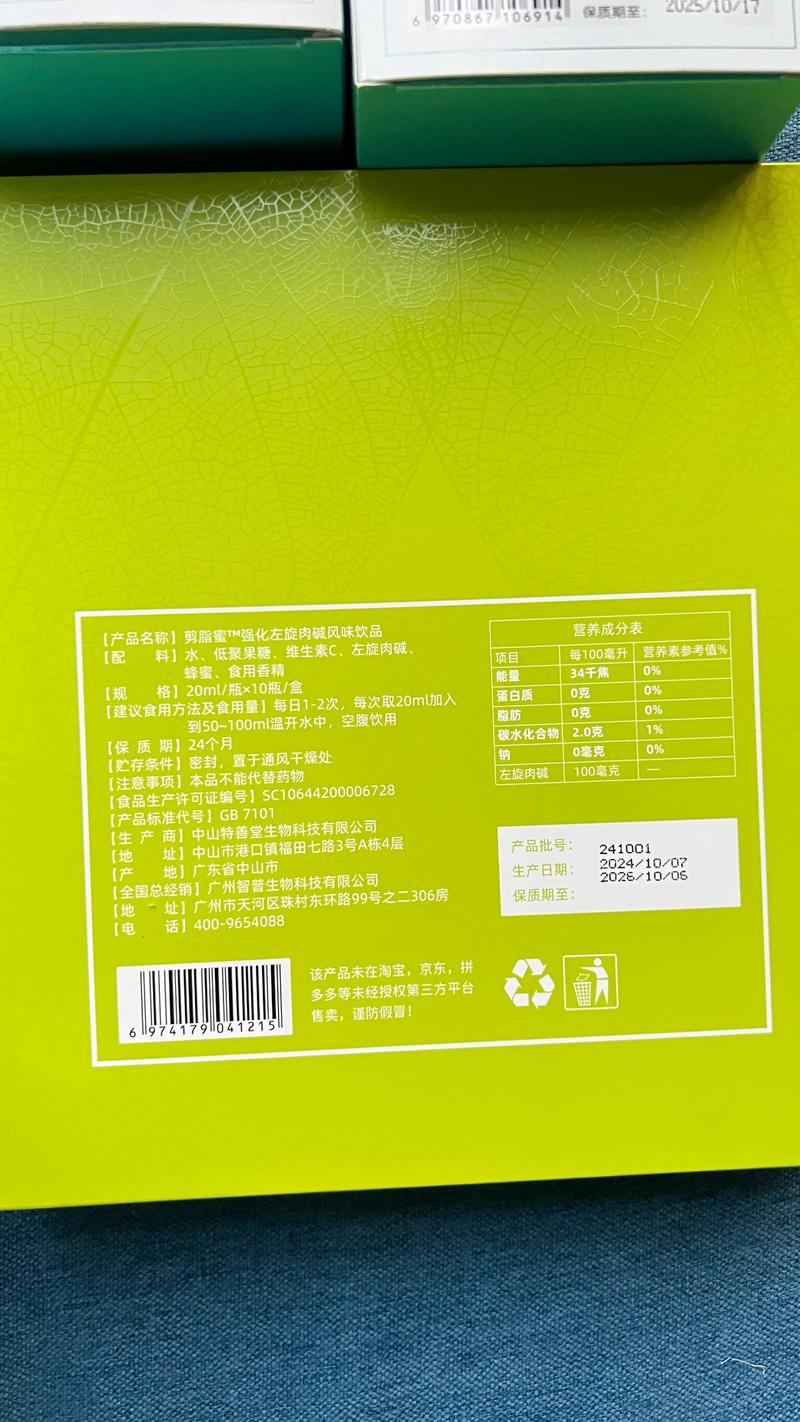 6 970867 106914
保质期至： 2025/10/17
【产品名称】剪脂蜜™强化左旋肉碱风味饮品
【配 料】水、低聚果糖、维生素C、左旋肉碱、
蜂蜜、食用香精
【规 格】20ml/瓶×10瓶/盒
【建议食用方法及食用量】每日1-2次，每次取20ml加入
到50~100ml温开水中，空腹饮用
【保 质 期】24个月
【贮存条件】密封，置于通风干燥处
【注意事项】本品不能代替药物
【食品生产许可证编号】SC10644200006728
【产品标准代号】GB 7101
【生 产 商】中山特善堂生物科技有限公司
【地 址】中山市港口镇福田七路3号A栋4层
【产 地】广东省中山市
【全国总经销】广州智普生物科技有限公司
【地 址】广州市天河区珠村东环路99号之二306房
【电 话】400-9654088
营养成分表
项目 每100毫升 营养素参考值%
能量 34千焦 0%
蛋白质 0克 0%
脂肪 0克 0%
碳水化合物 2.0克 1%
钠 0毫克 0%
左旋肉碱 100毫克 —
产品批号： 241001
生产日期： 2024/10/07
保质期至： 2026/10/06
6 974179 041215
该产品未在淘宝，京东，拼
多多等未经授权第三方平台
售卖，谨防假冒！